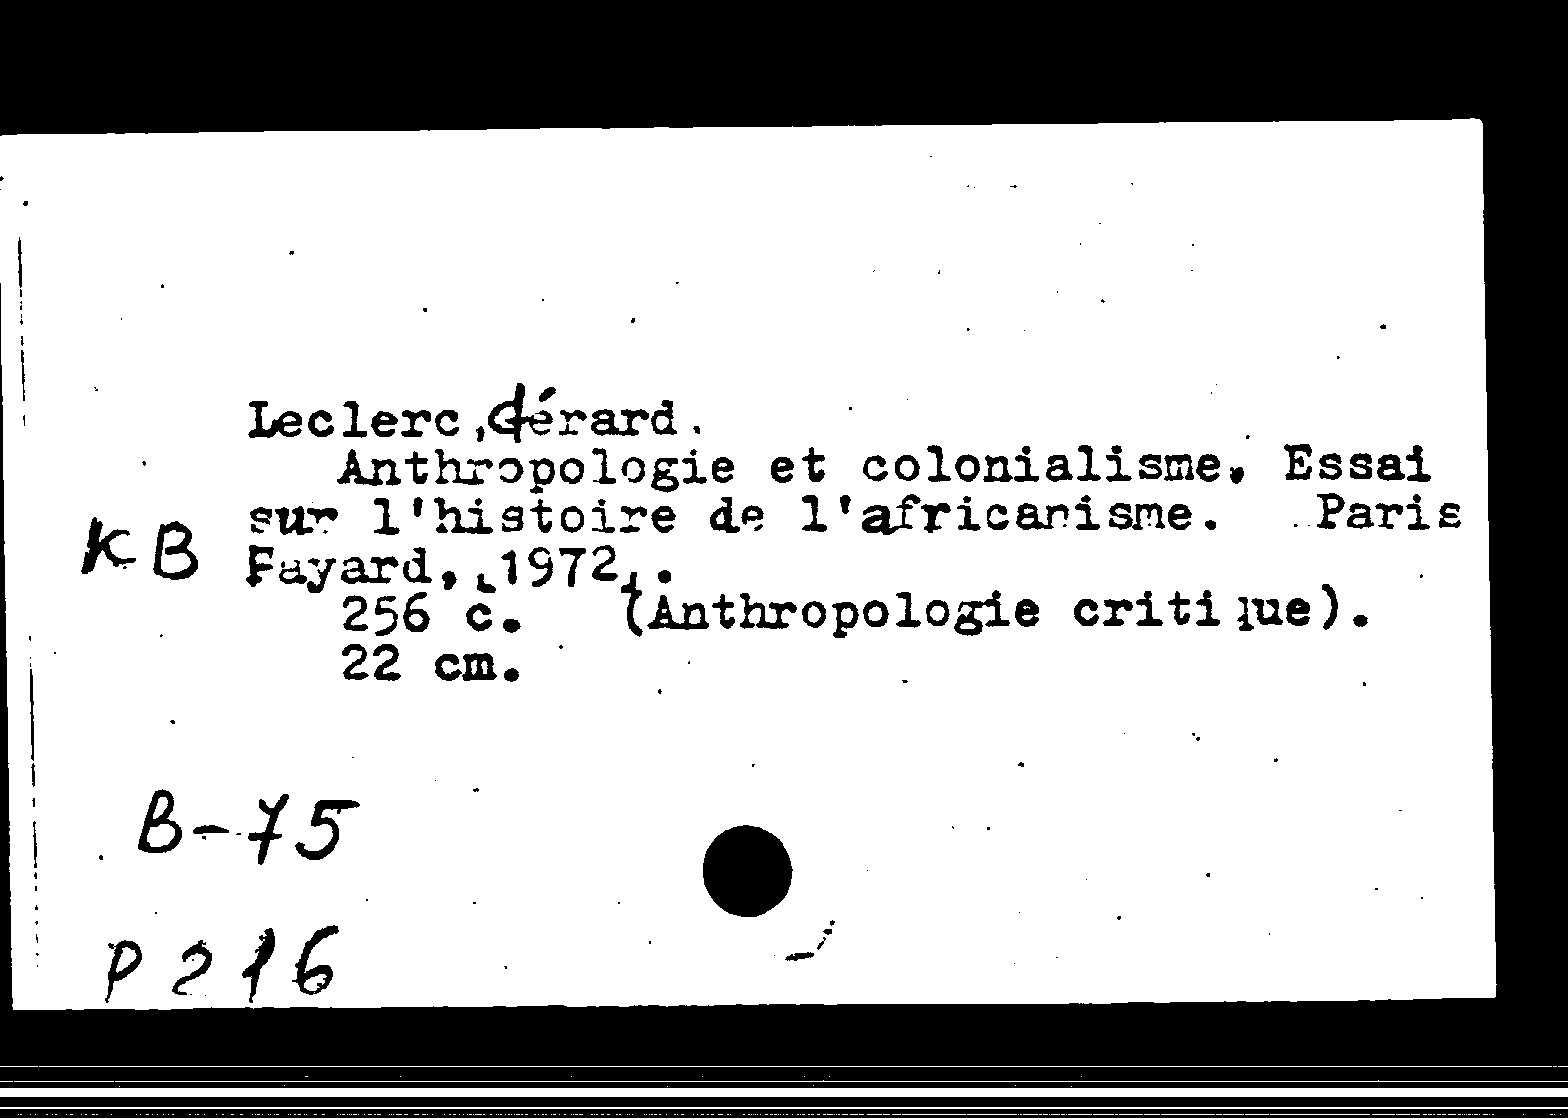 Leclerc, Gérard.
Anthropologie et colonialisme. Essai
sur l'histoire de l'africanisme. Paris
KB Fayard, [1972].
256 c. (Anthropologie critique).
22 cm.
B-75
P 216